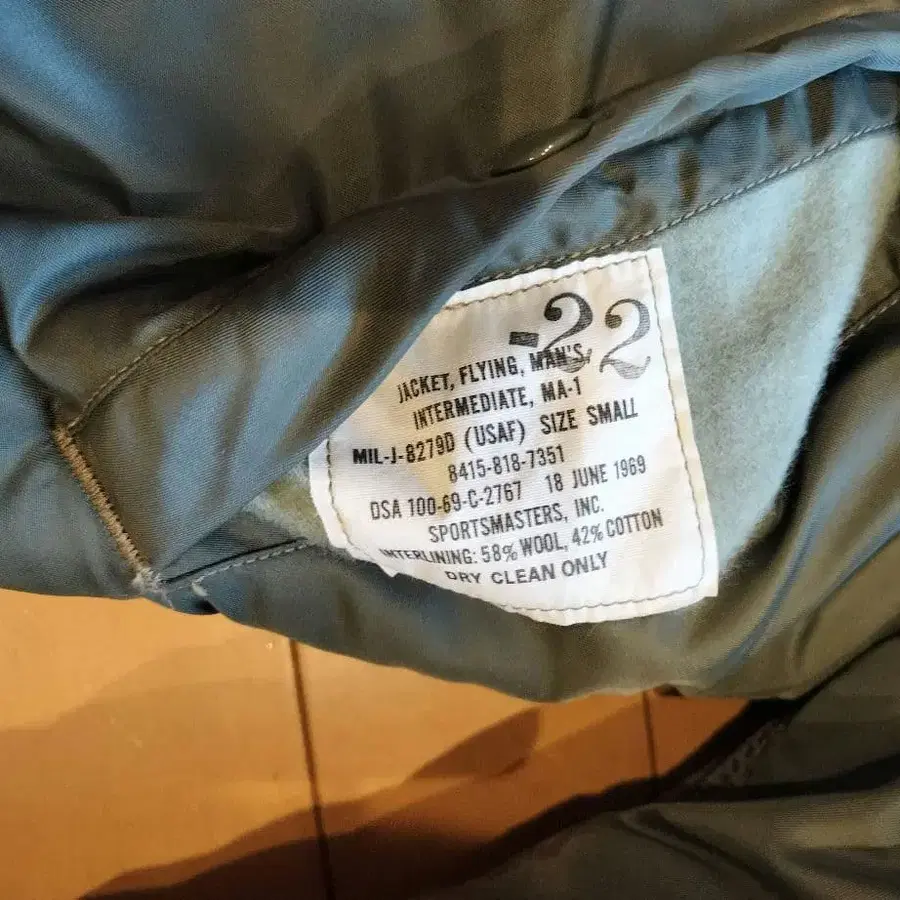 -22
JACKET, FLYING, MAN'S,
INTERMEDIATE, MA-1
MIL-J-8279D (USAF) SIZE SMALL
8415-818-7351
DSA 100-69-C-2767 18 JUNE 1969
SPORTSMASTERS, INC.
INTERLINING: 58% WOOL, 42% COTTON
DRY CLEAN ONLY